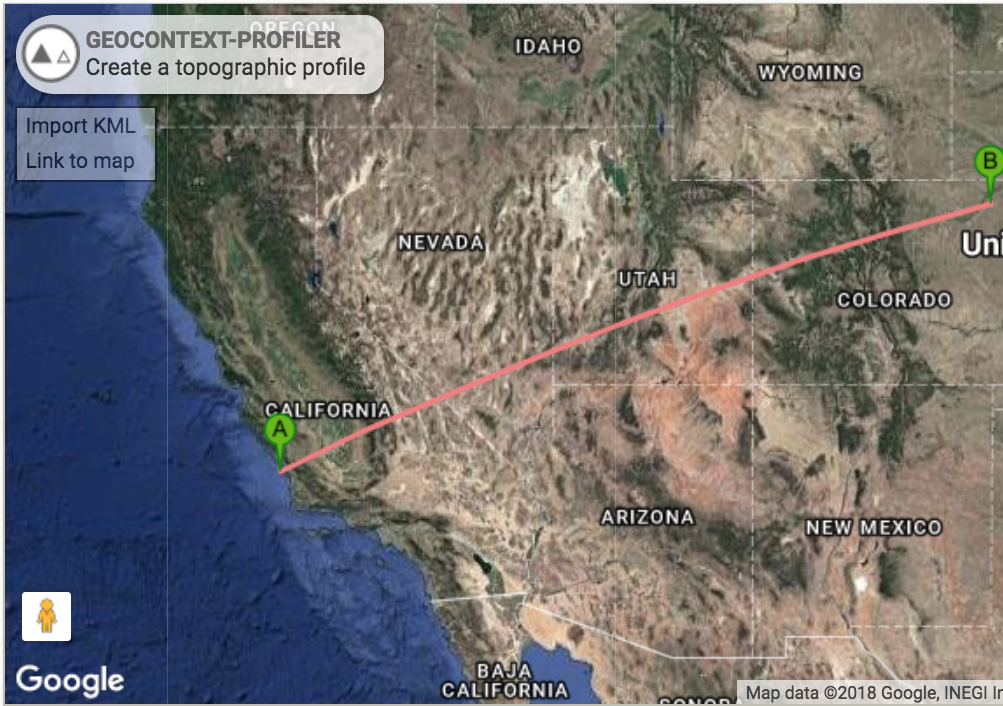 OREGON
GEOCONTEXT-PROFILER
Create a topographic profile
Import KML
Link to map
IDAHO
WYOMING
B
NEVADA
Uni
UTAH
COLORADO
CALIFORNIA
A
ARIZONA
NEW MEXICO
BAJA
CALIFORNIA
SONORA
Google
Map data ©2018 Google, INEGI Im